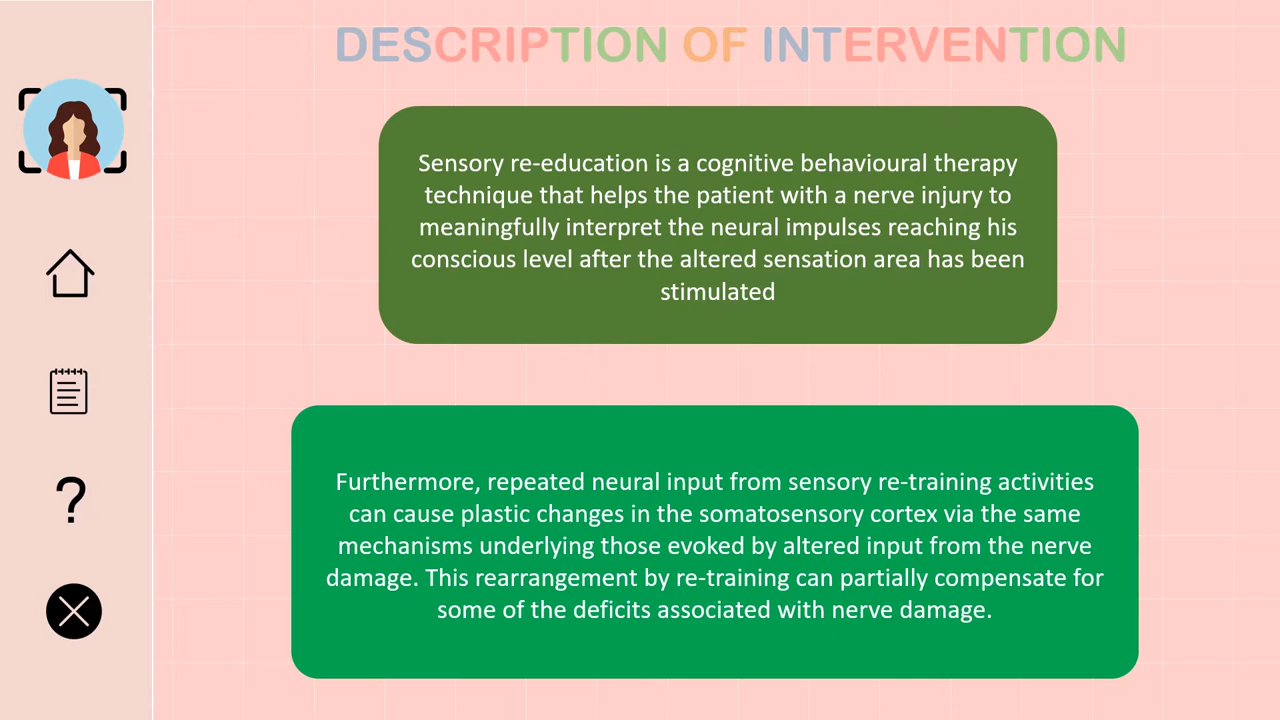 DESCRIPTION OF INTERVENTION
Sensory re-education is a cognitive behavioural therapy
technique that helps the patient with a nerve injury to
meaningfully interpret the neural impulses reaching his
conscious level after the altered sensation area has been
stimulated
Furthermore, repeated neural input from sensory re-training activities
can cause plastic changes in the somatosensory cortex via the same
mechanisms underlying those evoked by altered input from the nerve
damage. This rearrangement by re-training can partially compensate for
some of the deficits associated with nerve damage.
?